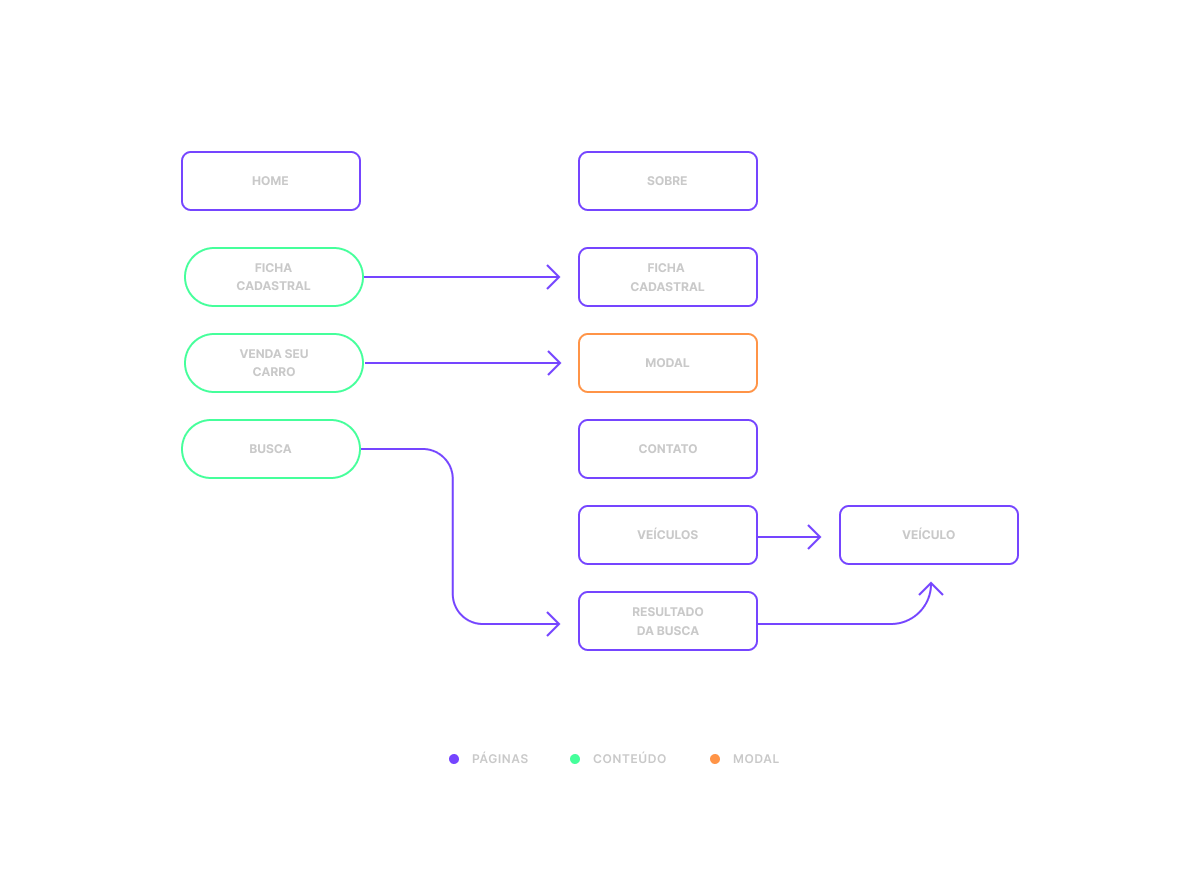 HOME
SOBRE
FICHA
CADASTRAL
FICHA
CADASTRAL
VENDA SEU
CARRO
MODAL
BUSCA
CONTATO
VEÍCULOS
VEÍCULO
RESULTADO
DA BUSCA
PÁGINAS
CONTEÚDO
MODAL